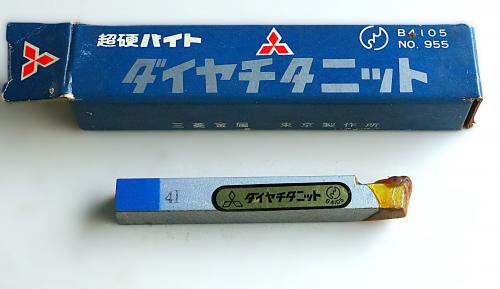 超硬バイト
B4105
NO. 955
ダイヤチタニット
三菱金属 東京製作所
41
ダイヤチタニット
B4105